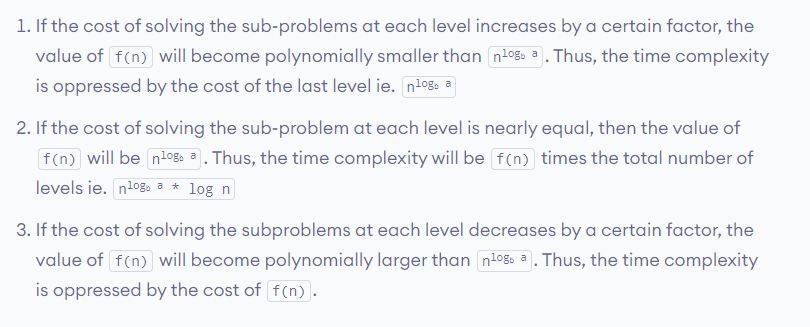 1. If the cost of solving the sub-problems at each level increases by a certain factor, the
value of f(n) will become polynomially smaller than n^log_b a. Thus, the time complexity
is oppressed by the cost of the last level ie. n^log_b a
2. If the cost of solving the sub-problem at each level is nearly equal, then the value of
f(n) will be n^log_b a. Thus, the time complexity will be f(n) times the total number of
levels ie. n^log_b a * log n
3. If the cost of solving the subproblems at each level decreases by a certain factor, the
value of f(n) will become polynomially larger than n^log_b a. Thus, the time complexity
is oppressed by the cost of f(n).